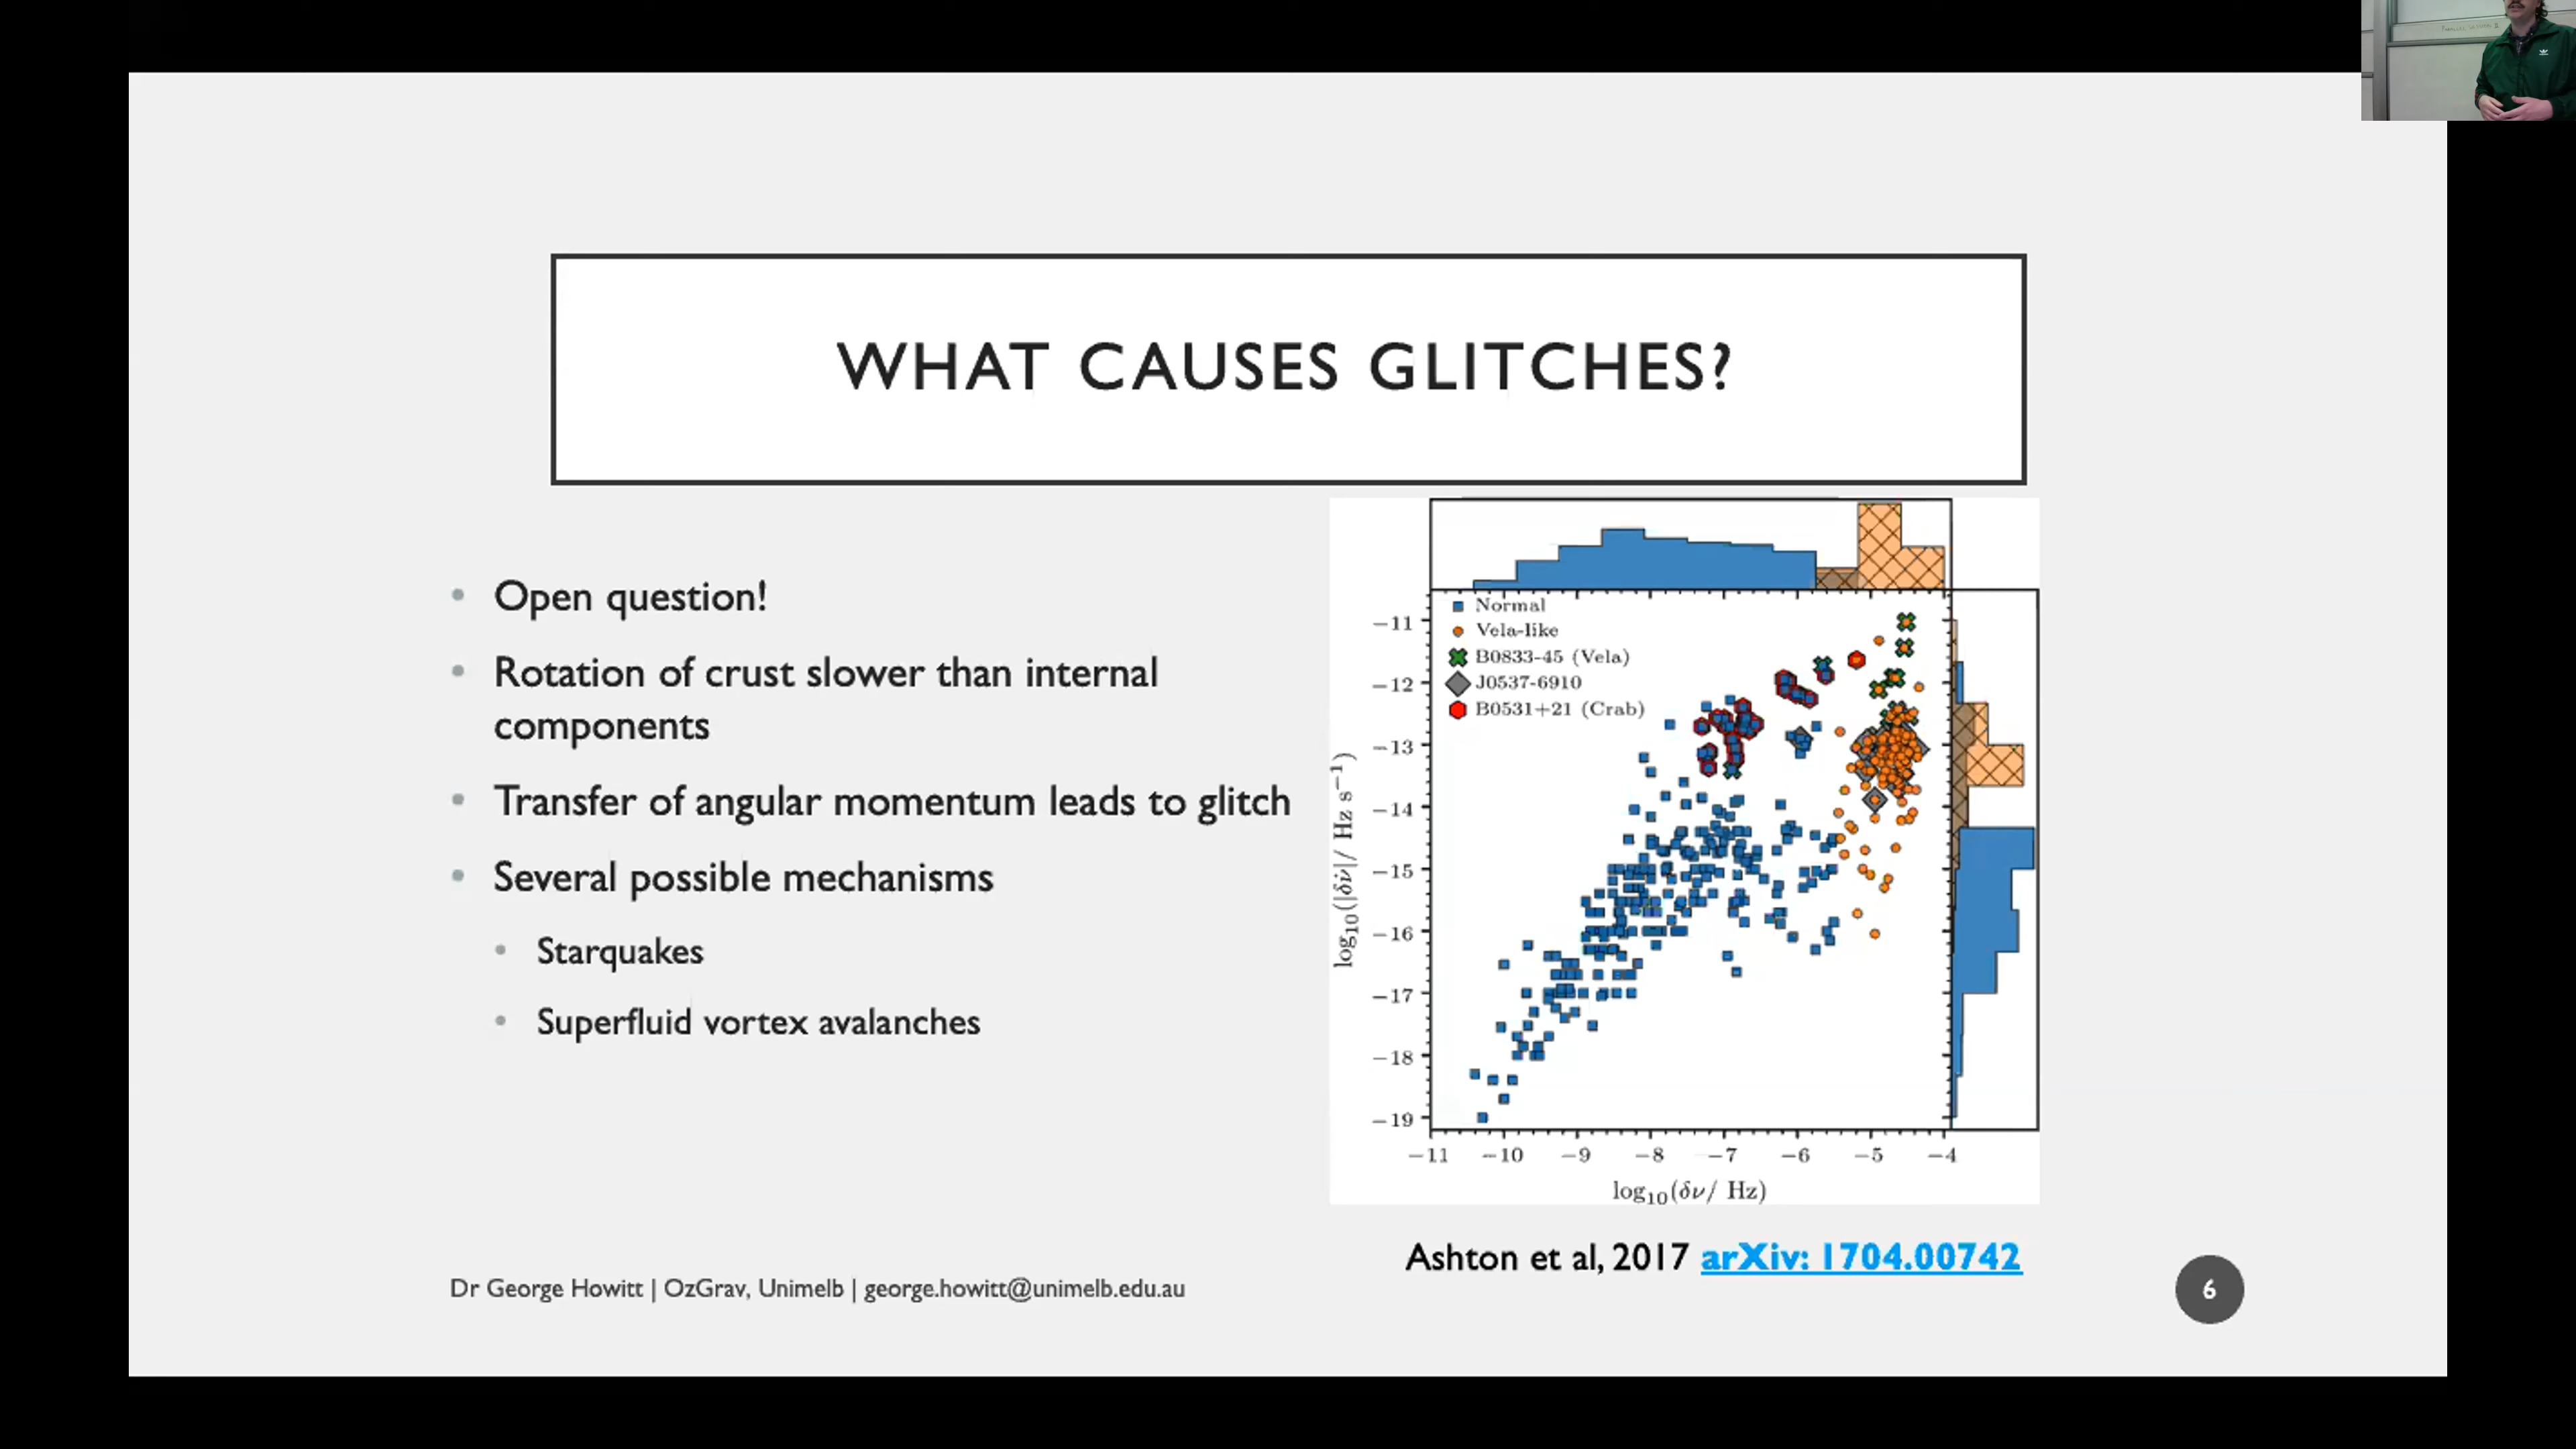 WHAT CAUSES GLITCHES?
Open question!
Rotation of crust slower than internal
components
Transfer of angular momentum leads to glitch
Several possible mechanisms
Starquakes
Superfluid vortex avalanches
Normal
Vela-like
B0833-45 (Vela)
J0537-6910
B0531+21 (Crab)
−11
−12
−13
−14
−15
−16
−17
−18
−19
log₁₀(|δν̇|/ Hz s⁻¹)
−11 −10 −9 −8 −7 −6 −5 −4
log₁₀(δν/ Hz)
Ashton et al, 2017 arXiv: 1704.00742
Dr George Howitt | OzGrav, Unimelb | george.howitt@unimelb.edu.au
6